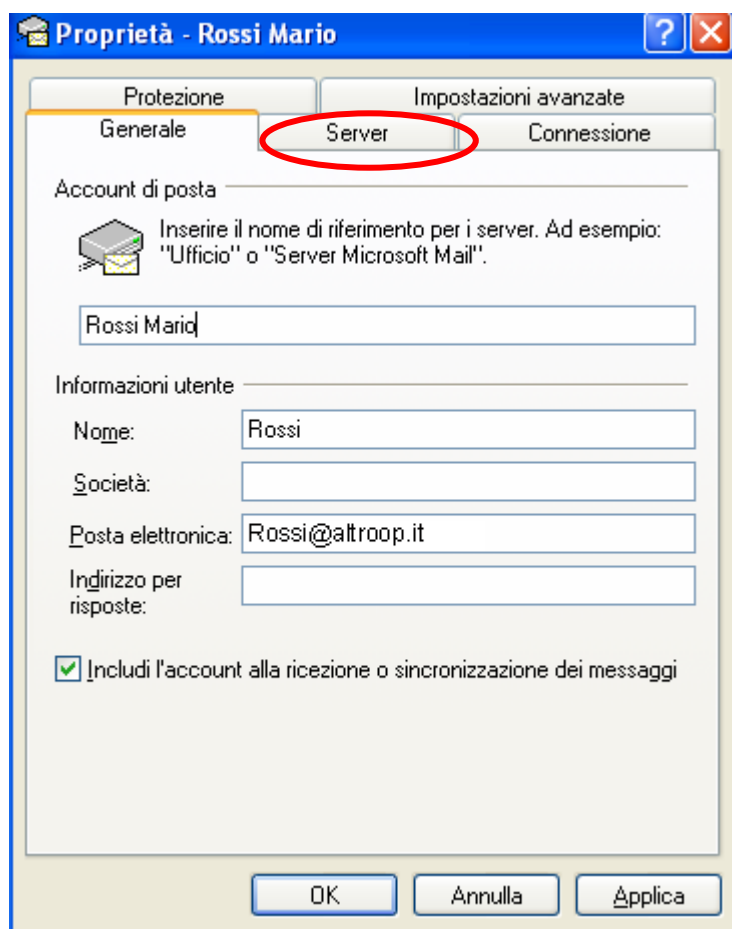 Proprietà - Rossi Mario
Protezione Impostazioni avanzate
Generale Server Connessione
Account di posta
Inserire il nome di riferimento per i server. Ad esempio:
"Ufficio" o "Server Microsoft Mail".
Rossi Mario
Informazioni utente
Nome: Rossi
Società:
Posta elettronica: Rossi@altroop.it
Indirizzo per
risposte:
Includi l'account alla ricezione o sincronizzazione dei messaggi
OK Annulla Applica